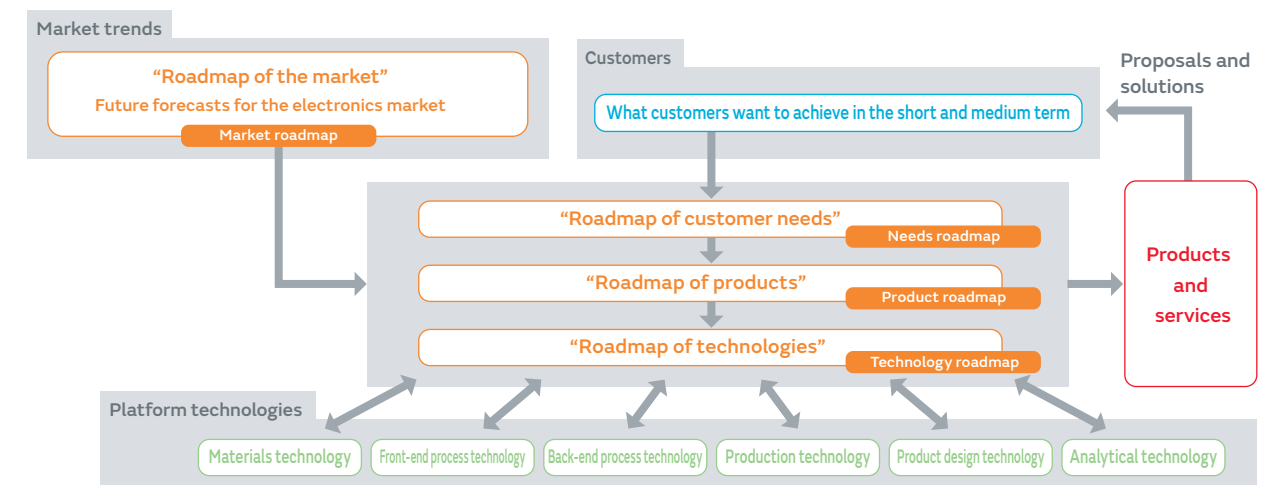 Market trends
“Roadmap of the market”
Future forecasts for the electronics market
Market roadmap
Customers
What customers want to achieve in the short and medium term
Proposals and
solutions
“Roadmap of customer needs”
Needs roadmap
“Roadmap of products”
Product roadmap
“Roadmap of technologies”
Technology roadmap
Products
and
services
Platform technologies
Materials technology
Front-end process technology
Back-end process technology
Production technology
Product design technology
Analytical technology